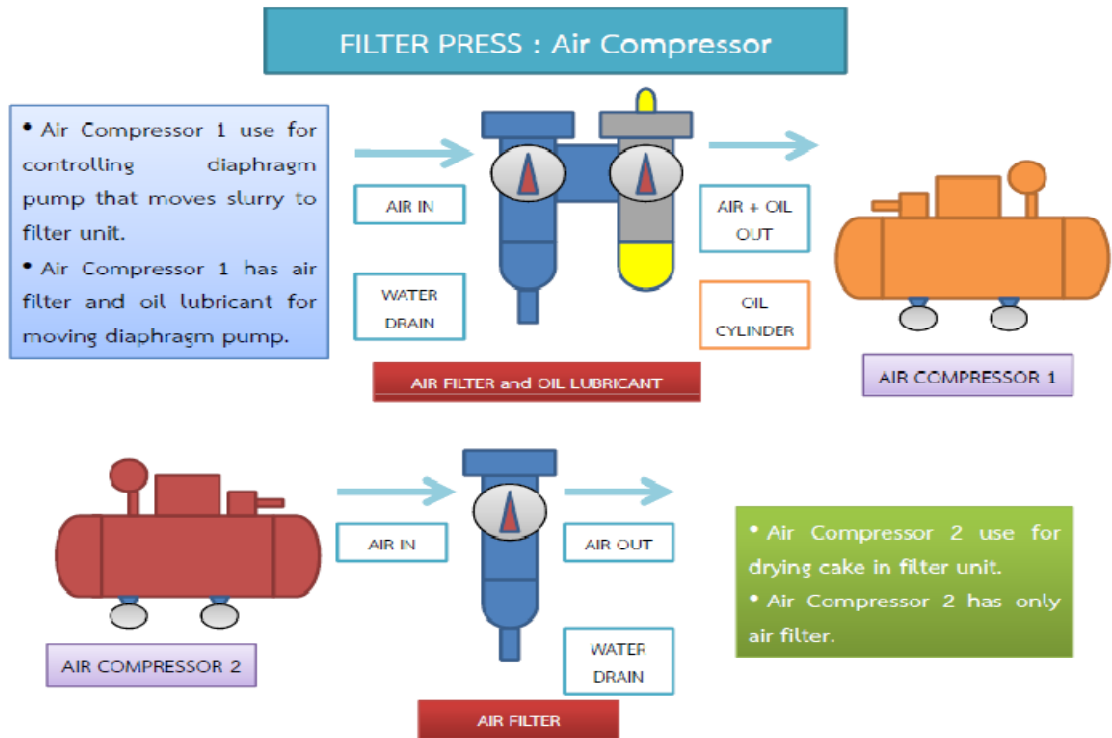 FILTER PRESS : Air Compressor
• Air Compressor 1 use for
controlling diaphragm
pump that moves slurry to
filter unit.
• Air Compressor 1 has air
filter and oil lubricant for
moving diaphragm pump.
AIR IN
WATER
DRAIN
AIR + OIL
OUT
OIL
CYLINDER
AIR FILTER and OIL LUBRICANT
AIR COMPRESSOR 1
AIR COMPRESSOR 2
AIR IN
AIR OUT
WATER
DRAIN
AIR FILTER
• Air Compressor 2 use for
drying cake in filter unit.
• Air Compressor 2 has only
air filter.